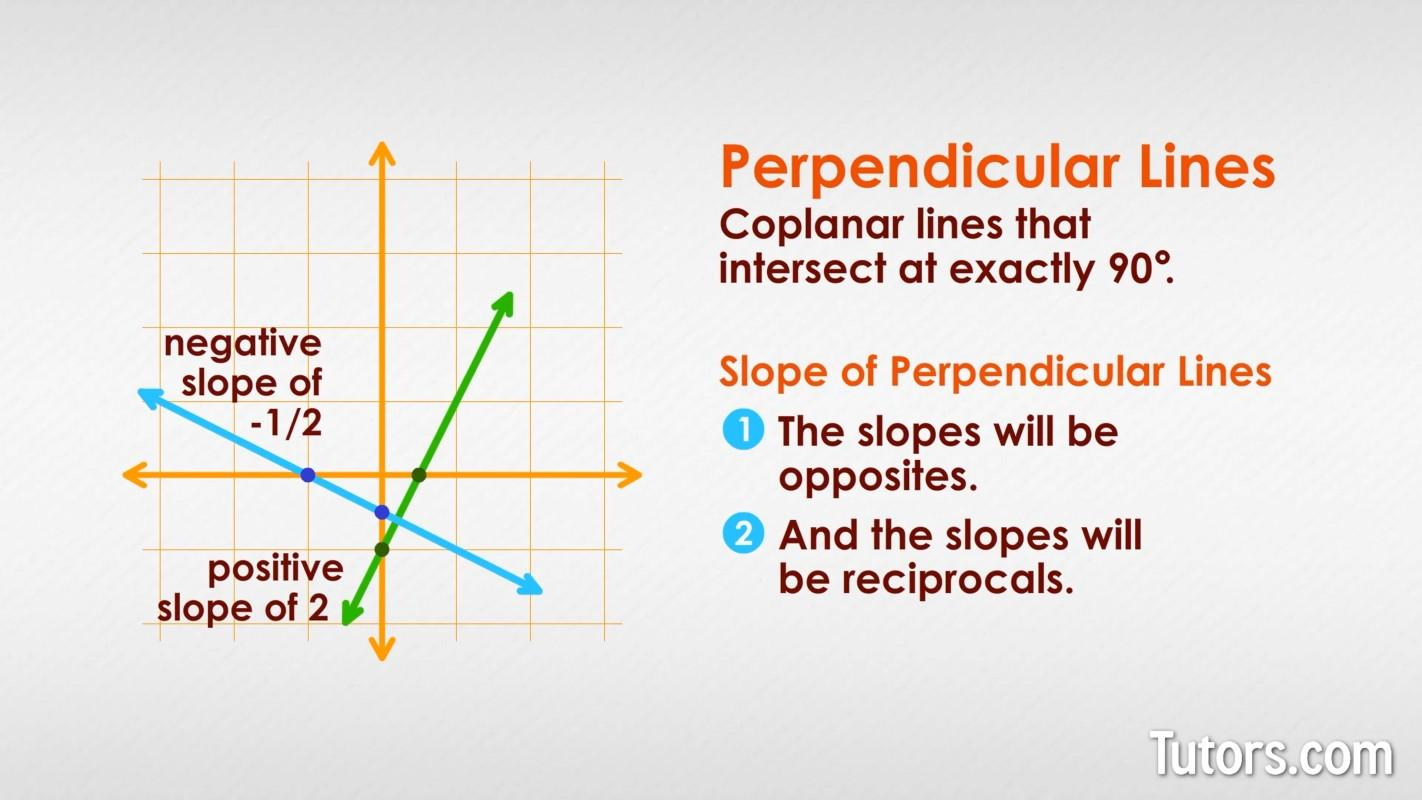 Perpendicular Lines
Coplanar lines that
intersect at exactly 90°.
negative
slope of
-1/2
positive
slope of 2
Slope of Perpendicular Lines
1 The slopes will be
opposites.
2 And the slopes will
be reciprocals.
Tutors.com